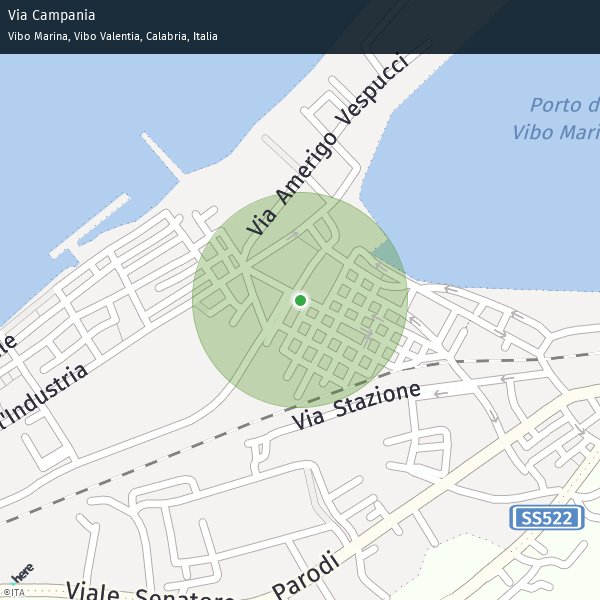 Via Campania
Vibo Marina, Vibo Valentia, Calabria, Italia
Porto d
Vibo Mari
Via Amerigo Vespucci
le
l'Industria
Via Stazione
SS522
Parodi
Viale Senatore
here
©ITA